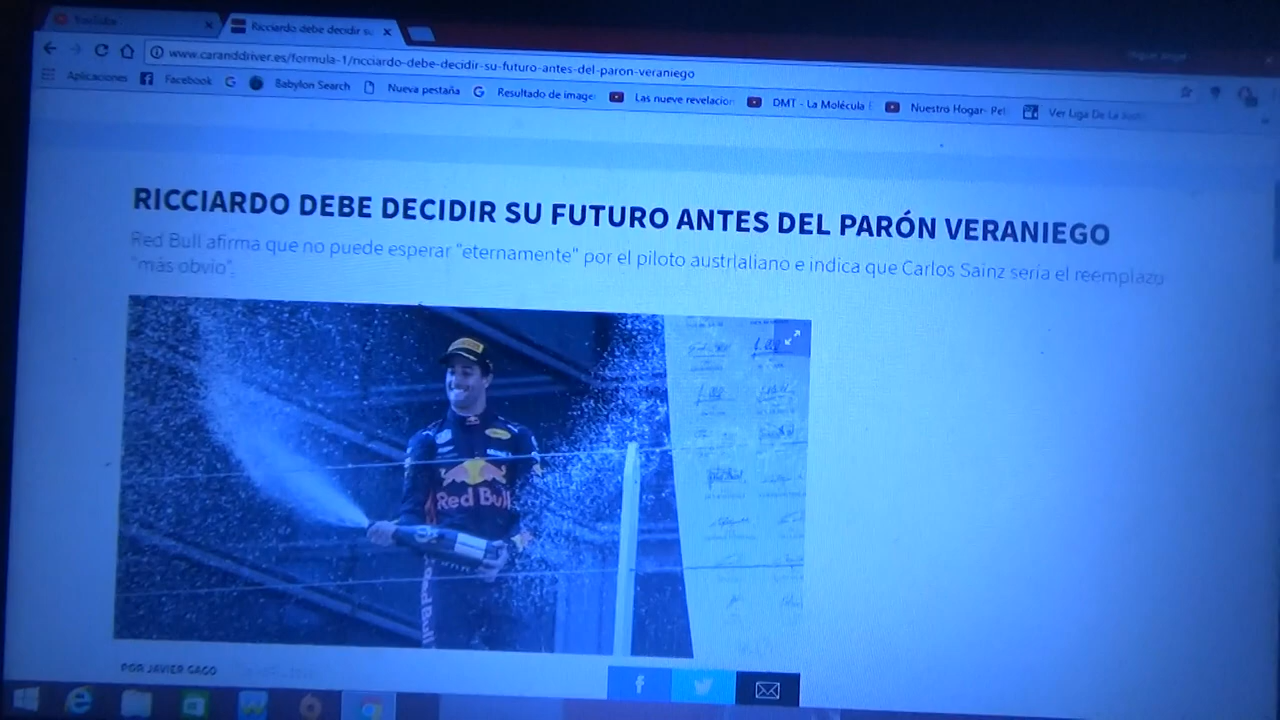 YouTube
Ricciardo debe decidir su
www.caranddriver.es/formula-1/ricciardo-debe-decidir-su-futuro-antes-del-paron-veraniego
Aplicaciones Facebook Babylon Search Nueva pestaña Resultado de image Las nueve revelacion DMT - La Molécula Nuestro Hogar- Pel Ver Liga De La
RICCIARDO DEBE DECIDIR SU FUTURO ANTES DEL PARÓN VERANIEGO
Red Bull afirma que no puede esperar "eternamente" por el piloto austrlaliano e indica que Carlos Sainz sería el reemplazo
"más obvio".
Red Bull
POR JAVIER GAGO